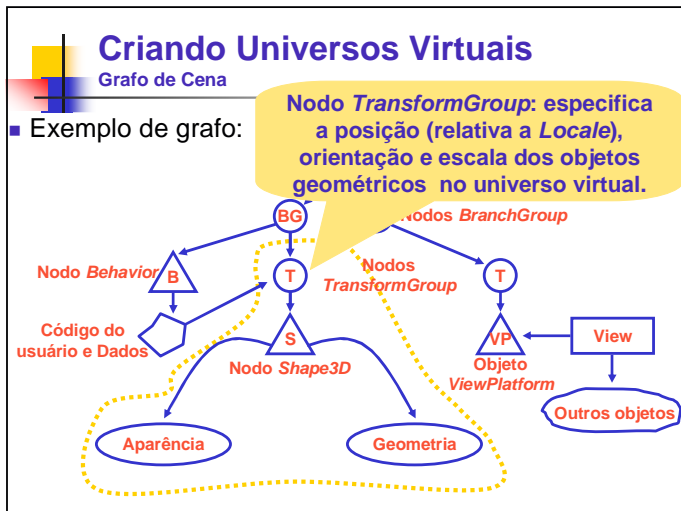 Criando Universos Virtuais
Grafo de Cena
Exemplo de grafo:
Nodo TransformGroup: especifica
a posição (relativa a Locale),
orientação e escala dos objetos
geométricos no universo virtual.
BG
Nodos BranchGroup
Nodo Behavior
B
T
Nodos
TransformGroup
T
Código do
usuário e Dados
S
Nodo Shape3D
VP
Objeto
ViewPlatform
View
Outros objetos
Aparência
Geometria